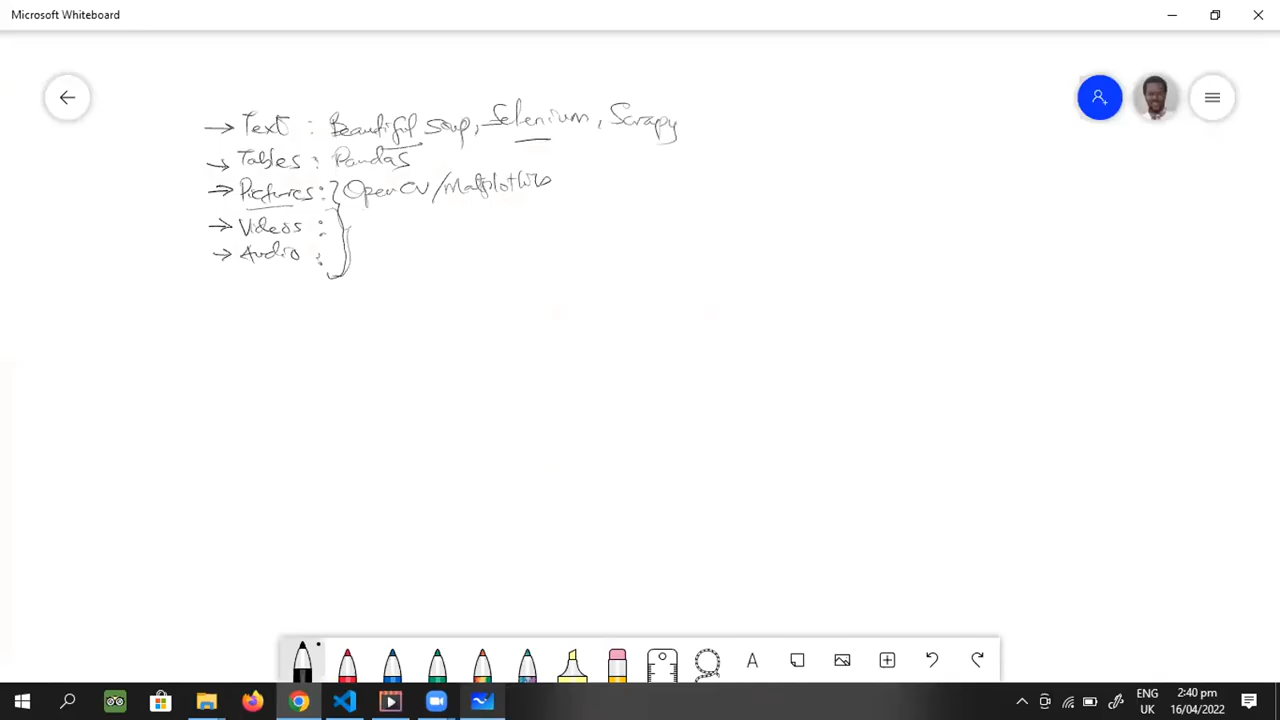 Microsoft Whiteboard
→ Text : Beautiful Soup, Selenium, Scrapy
→ Tables : Pandas
→ Pictures : } OpenCV/Matplotlib
→ Videos :
→ Audio :
A
ENG
UK
2:40 pm
16/04/2022